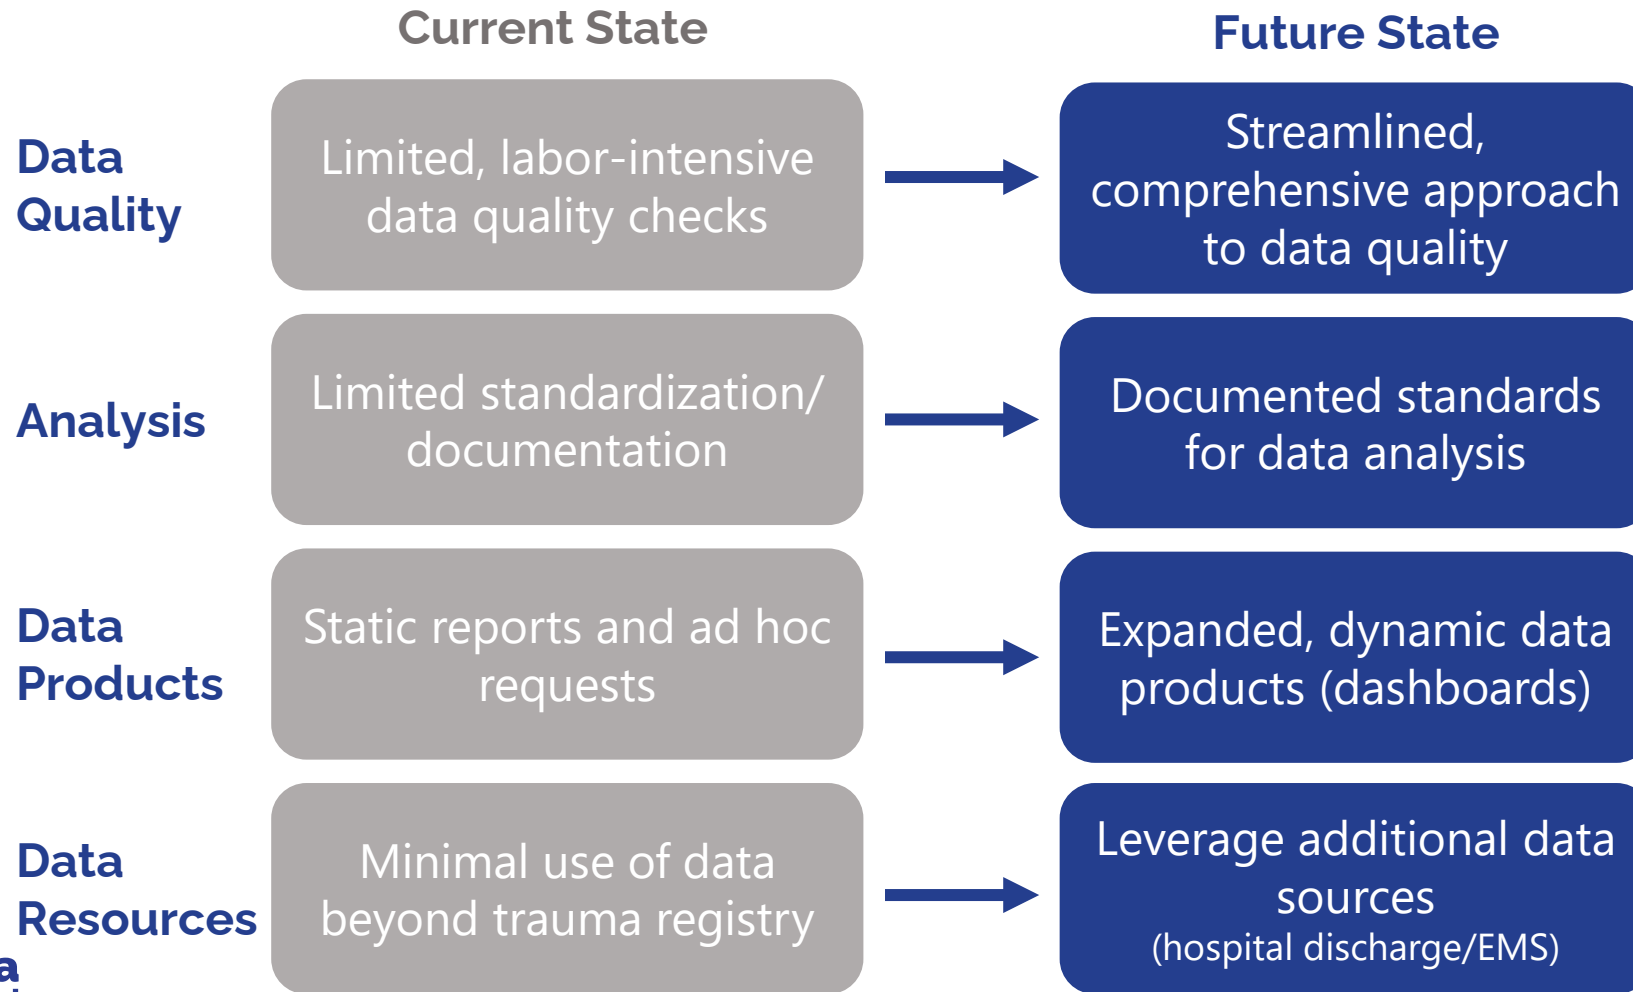 Current State
Future State
Data
Quality
Limited, labor-intensive
data quality checks
Streamlined,
comprehensive approach
to data quality
Analysis
Limited standardization/
documentation
Documented standards
for data analysis
Data
Products
Static reports and ad hoc
requests
Expanded, dynamic data
products (dashboards)
Data
Resources
Minimal use of data
beyond trauma registry
Leverage additional data
sources
(hospital discharge/EMS)